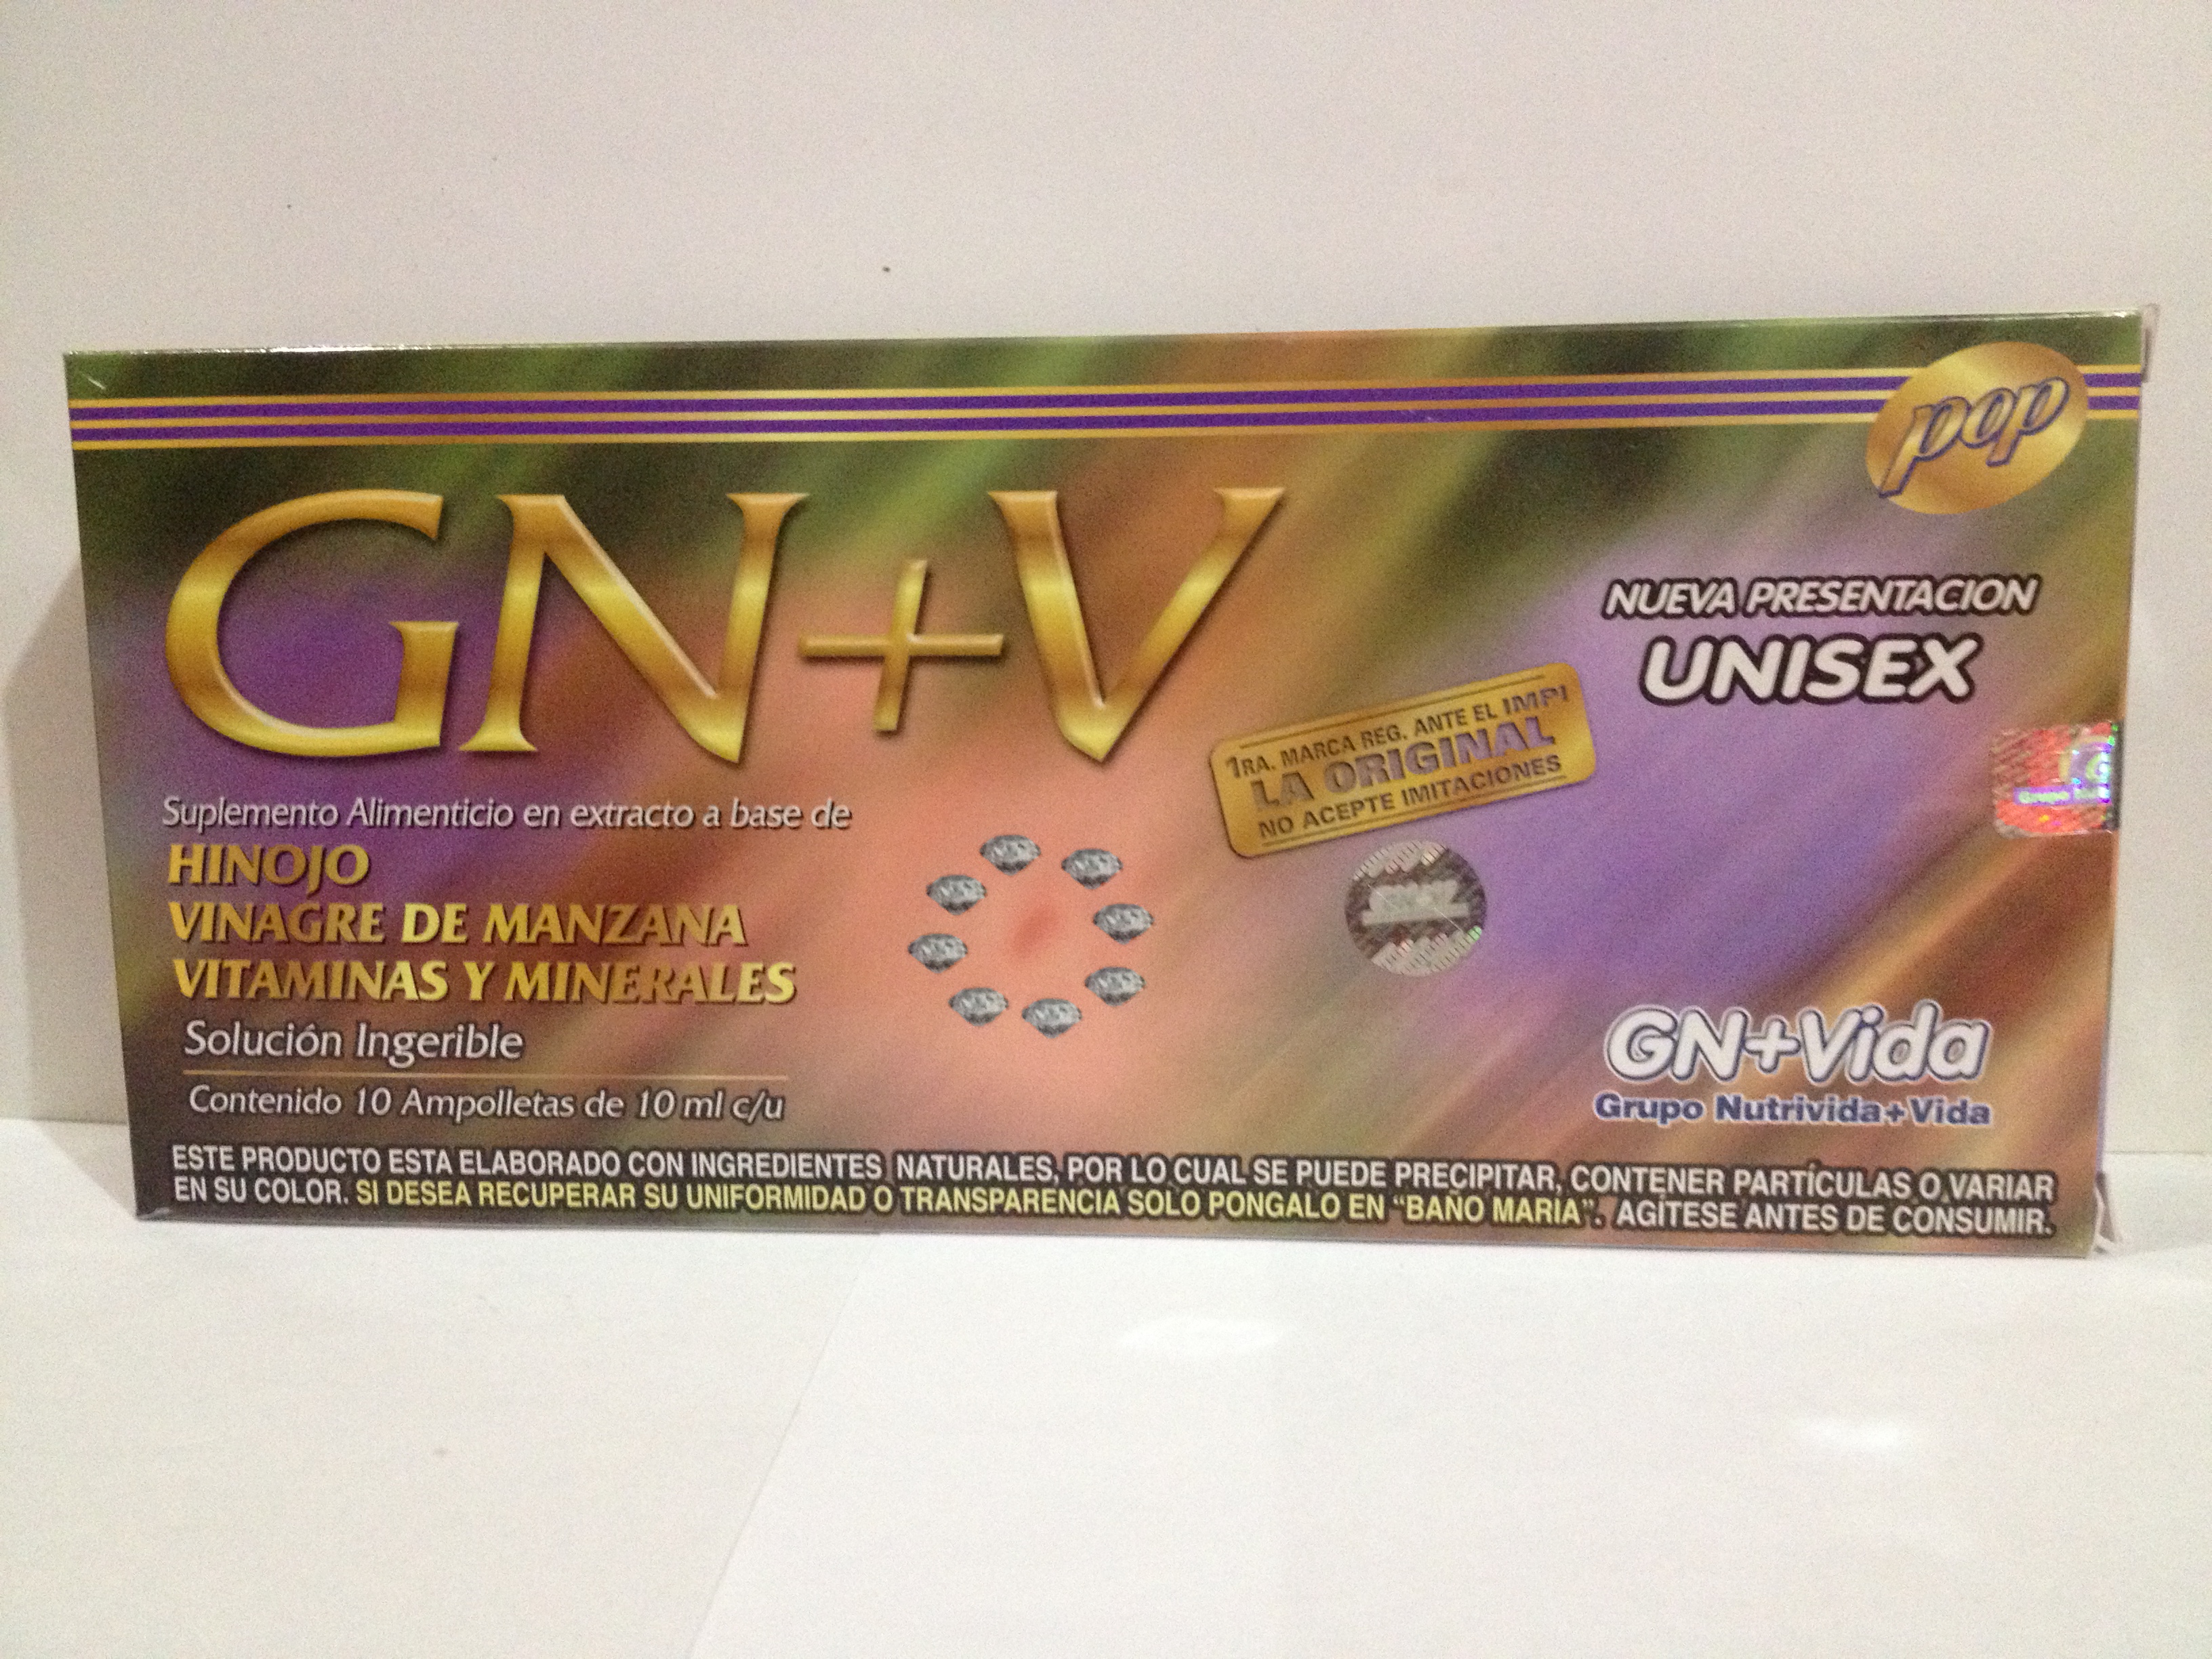 pop
GN+V
NUEVA PRESENTACION
UNISEX
1RA. MARCA REG. ANTE EL IMPI
LA ORIGINAL
NO ACEPTE IMITACIONES
Suplemento Alimenticio en extracto a base de
HINOJO
VINAGRE DE MANZANA
VITAMINAS Y MINERALES
Solución Ingerible
Contenido 10 Ampolletas de 10 ml c/u
GN+Vida
Grupo Nutrivida+Vida
ESTE PRODUCTO ESTA ELABORADO CON INGREDIENTES NATURALES, POR LO CUAL SE PUEDE PRECIPITAR, CONTENER PARTÍCULAS O VARIAR
EN SU COLOR. SI DESEA RECUPERAR SU UNIFORMIDAD O TRANSPARENCIA SOLO PONGALO EN "BAÑO MARIA". AGÍTESE ANTES DE CONSUMIR.